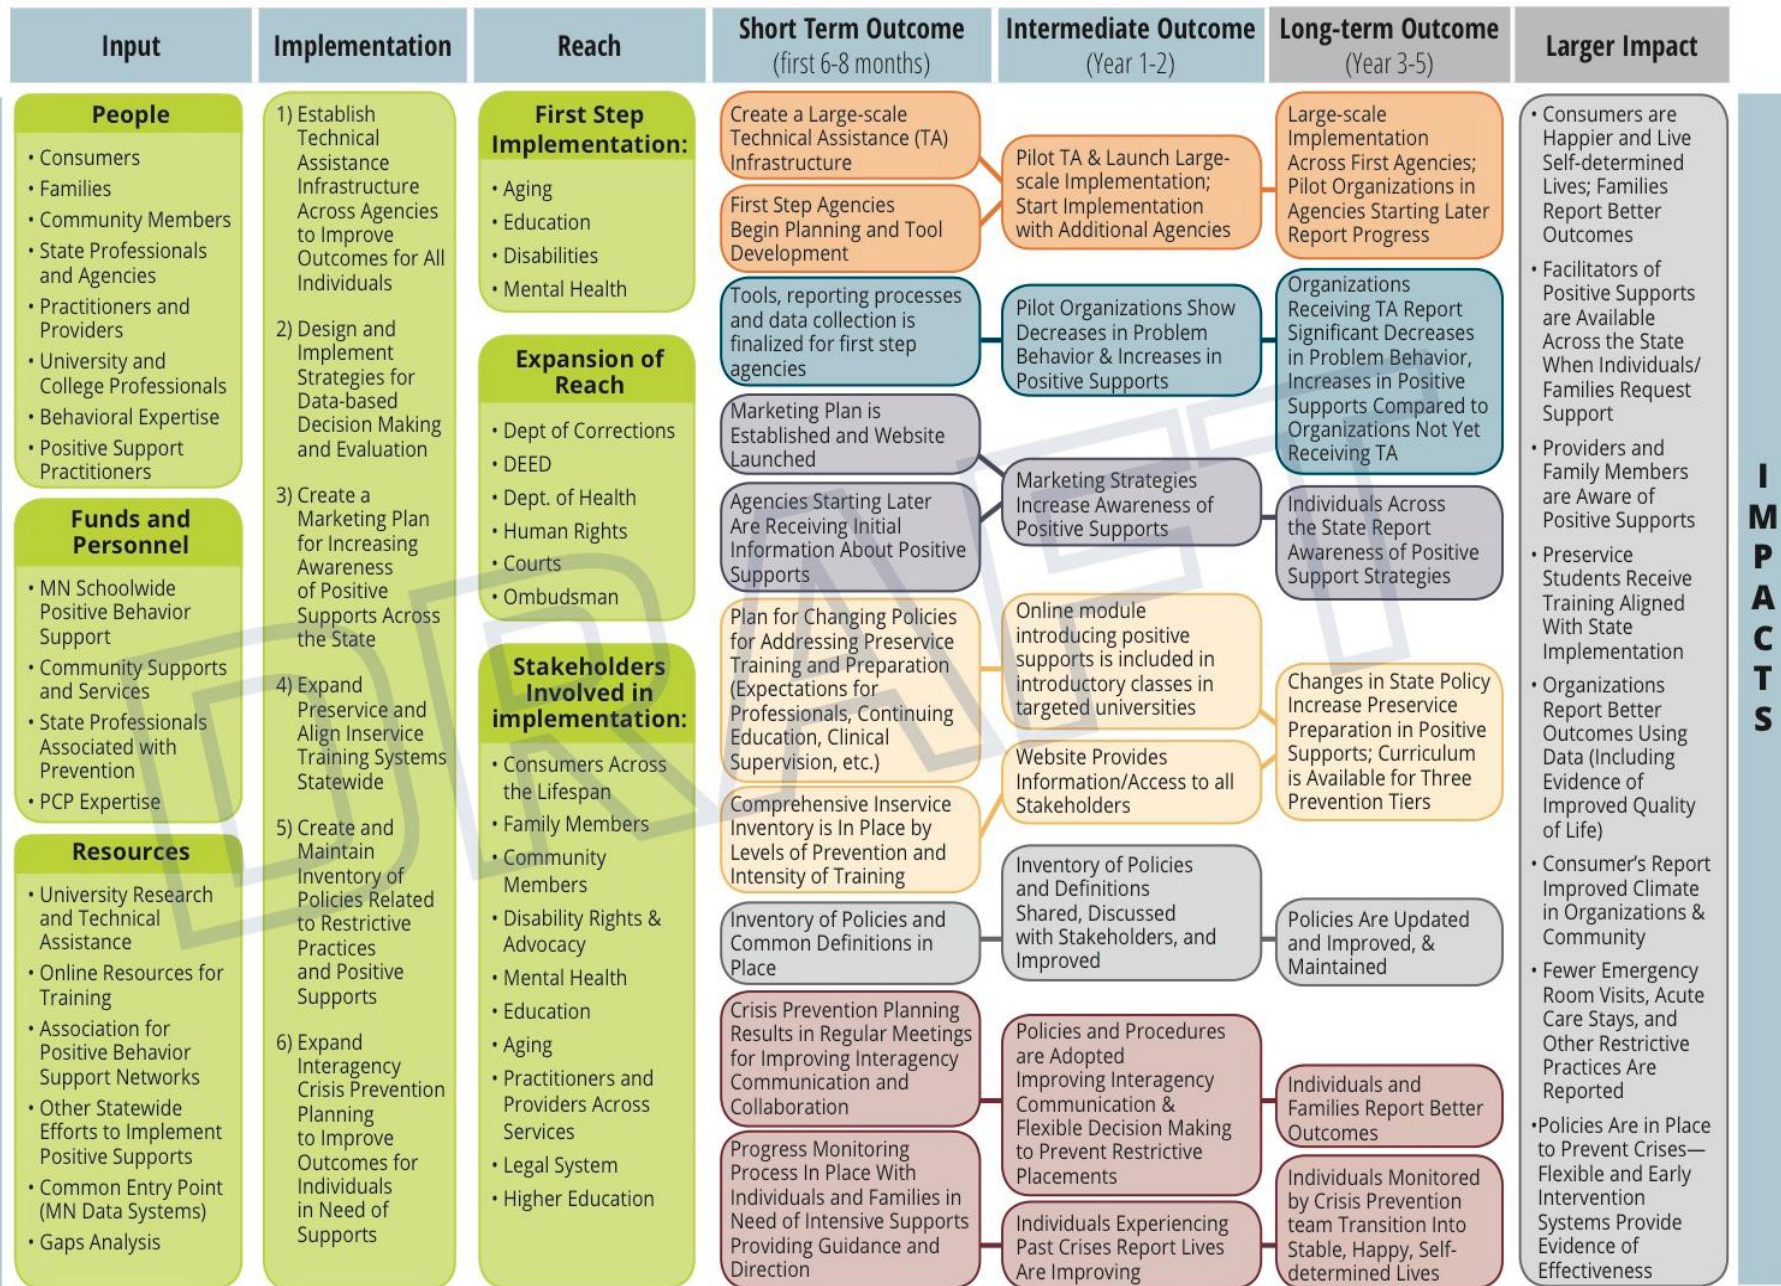 Input
Implementation
Reach
Short Term Outcome
(first 6-8 months)
Intermediate Outcome
(Year 1-2)
Long-term Outcome
(Year 3-5)
Larger Impact
People
• Consumers
• Families
• Community Members
• State Professionals
and Agencies
• Practitioners and
Providers
• University and
College Professionals
• Behavioral Expertise
• Positive Support
Practitioners
Funds and
Personnel
• MN Schoolwide
Positive Behavior
Support
• Community Supports
and Services
• State Professionals
Associated with
Prevention
• PCP Expertise
Resources
• University Research
and Technical
Assistance
• Online Resources for
Training
• Association for
Positive Behavior
Support Networks
• Other Statewide
Efforts to Implement
Positive Supports
• Common Entry Point
(MN Data Systems)
• Gaps Analysis
1) Establish
Technical
Assistance
Infrastructure
Across Agencies
to Improve
Outcomes for All
Individuals
2) Design and
Implement
Strategies for
Data-based
Decision Making
and Evaluation
3) Create a
Marketing Plan
for Increasing
Awareness
of Positive
Supports Across
the State
4) Expand
Preservice and
Align Inservice
Training Systems
Statewide
5) Create and
Maintain
Inventory of
Policies Related
to Restrictive
Practices
and Positive
Supports
6) Expand
Interagency
Crisis Prevention
Planning
to Improve
Outcomes for
Individuals
in Need of
Supports
First Step
Implementation:
• Aging
• Education
• Disabilities
• Mental Health
Expansion of
Reach
• Dept of Corrections
• DEED
• Dept. of Health
• Human Rights
• Courts
• Ombudsman
Stakeholders
Involved in
implementation:
• Consumers Across
the Lifespan
• Family Members
• Community
Members
• Disability Rights &
Advocacy
• Mental Health
• Education
• Aging
• Practitioners and
Providers Across
Services
• Legal System
• Higher Education
Create a Large-scale
Technical Assistance (TA)
Infrastructure
First Step Agencies
Begin Planning and Tool
Development
Tools, reporting processes
and data collection is
finalized for first step
agencies
Marketing Plan is
Established and Website
Launched
Agencies Starting Later
Are Receiving Initial
Information About Positive
Supports
Plan for Changing Policies
for Addressing Preservice
Training and Preparation
(Expectations for
Professionals, Continuing
Education, Clinical
Supervision, etc.)
Comprehensive Inservice
Inventory is In Place by
Levels of Prevention and
Intensity of Training
Inventory of Policies and
Common Definitions in
Place
Crisis Prevention Planning
Results in Regular Meetings
for Improving Interagency
Communication and
Collaboration
Progress Monitoring
Process In Place With
Individuals and Families in
Need of Intensive Supports
Providing Guidance and
Direction
Pilot TA & Launch Large-
scale Implementation;
Start Implementation
with Additional Agencies
Pilot Organizations Show
Decreases in Problem
Behavior & Increases in
Positive Supports
Marketing Strategies
Increase Awareness of
Positive Supports
Online module
introducing positive
supports is included in
introductory classes in
targeted universities
Website Provides
Information/Access to all
Stakeholders
Inventory of Policies
and Definitions
Shared, Discussed
with Stakeholders, and
Improved
Policies and Procedures
are Adopted
Improving Interagency
Communication &
Flexible Decision Making
to Prevent Restrictive
Placements
Individuals Experiencing
Past Crises Report Lives
Are Improving
Large-scale
Implementation
Across First Agencies;
Pilot Organizations in
Agencies Starting Later
Report Progress
Organizations
Receiving TA Report
Significant Decreases
in Problem Behavior,
Increases in Positive
Supports Compared to
Organizations Not Yet
Receiving TA
Individuals Across
the State Report
Awareness of Positive
Support Strategies
Changes in State Policy
Increase Preservice
Preparation in Positive
Supports; Curriculum
is Available for Three
Prevention Tiers
Policies Are Updated
and Improved, &
Maintained
Individuals and
Families Report Better
Outcomes
Individuals Monitored
by Crisis Prevention
team Transition Into
Stable, Happy, Self-
determined Lives
• Consumers are
Happier and Live
Self-determined
Lives; Families
Report Better
Outcomes
• Facilitators of
Positive Supports
are Available
Across the State
When Individuals/
Families Request
Support
• Providers and
Family Members
are Aware of
Positive Supports
• Preservice
Students Receive
Training Aligned
With State
Implementation
• Organizations
Report Better
Outcomes Using
Data (Including
Evidence of
Improved Quality
of Life)
• Consumer's Report
Improved Climate
in Organizations &
Community
• Fewer Emergency
Room Visits, Acute
Care Stays, and
Other Restrictive
Practices Are
Reported
•Policies Are in Place
to Prevent Crises—
Flexible and Early
Intervention
Systems Provide
Evidence of
Effectiveness
IMPACTS
DRAFT